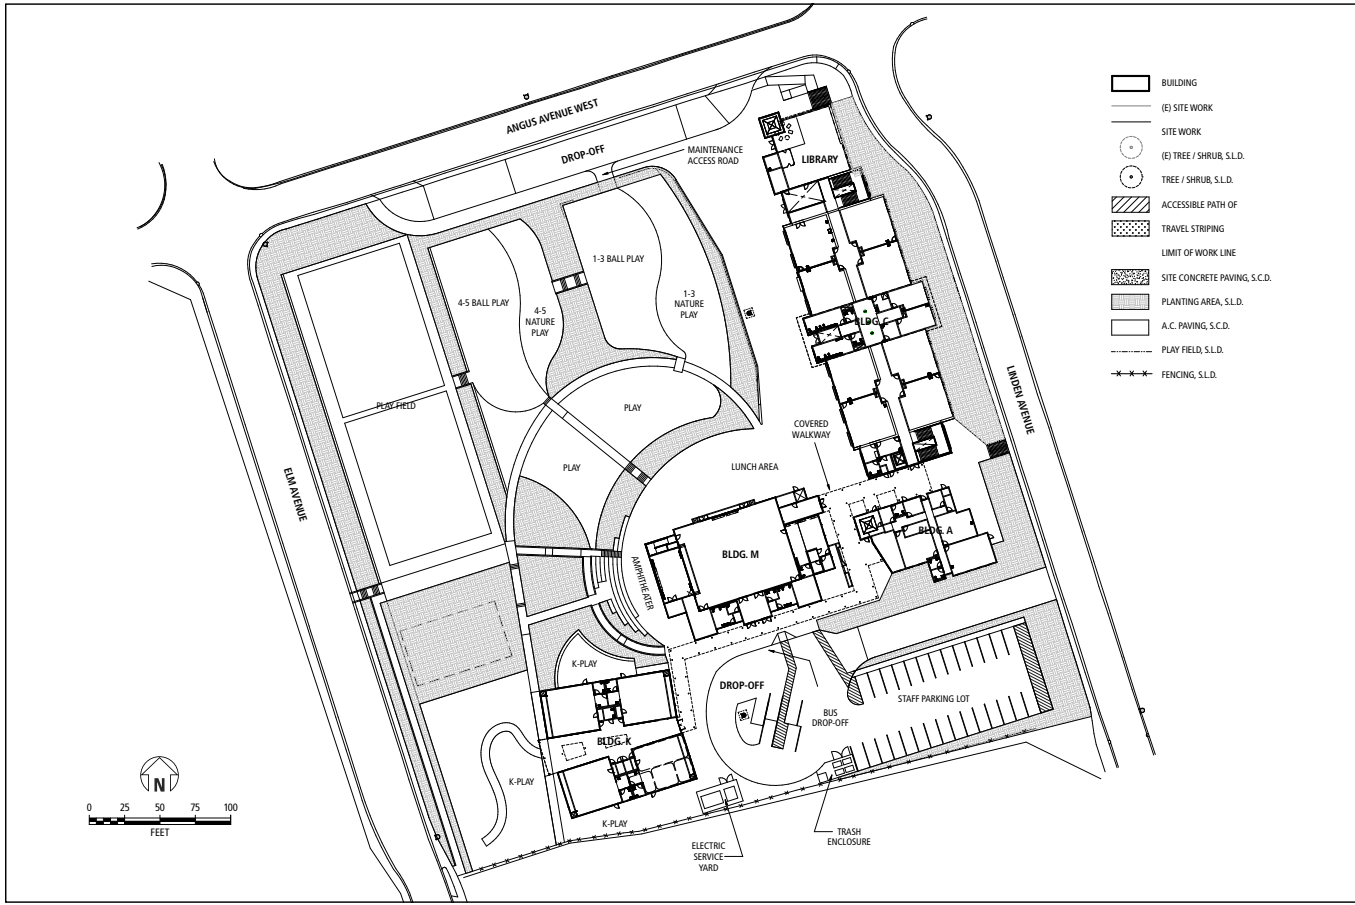 ANGUS AVENUE WEST
DROP-OFF
MAINTENANCE
ACCESS ROAD
LIBRARY
1-3 BALL PLAY
4-5 BALL PLAY
4-5
NATURE
PLAY
1-3
NATURE
PLAY
BLDG. C
PLAY FIELD
PLAY
PLAY
COVERED
WALKWAY
LUNCH AREA
LINDEN AVENUE
ELM AVENUE
BLDG. M
BLDG. A
AMPHITHEATER
K-PLAY
DROP-OFF
BUS
DROP-OFF
STAFF PARKING LOT
BLDG. K
K-PLAY
K-PLAY
ELECTRIC
SERVICE
YARD
TRASH
ENCLOSURE
N
0 25 50 75 100
FEET
BUILDING
(E) SITE WORK
SITE WORK
(E) TREE / SHRUB, S.L.D.
TREE / SHRUB, S.L.D.
ACCESSIBLE PATH OF
TRAVEL STRIPING
LIMIT OF WORK LINE
SITE CONCRETE PAVING, S.C.D.
PLANTING AREA, S.L.D.
A.C. PAVING, S.C.D.
PLAY FIELD, S.L.D.
FENCING, S.L.D.